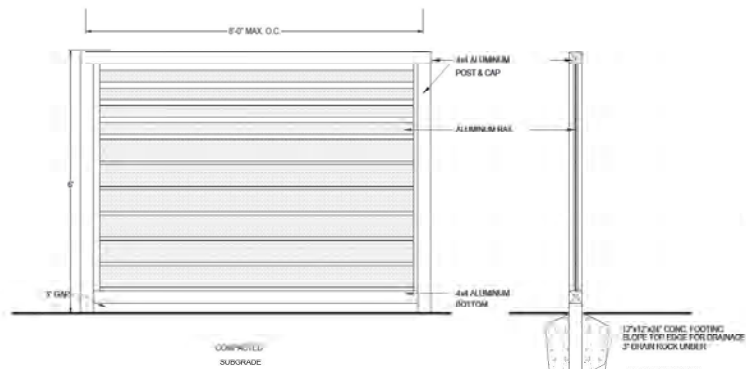 8'-0" MAX. O.C.
4x4 ALUMINUM
POST & CAP
ALUMINUM RAIL
6'
3" GAP
4x4 ALUMINUM
BOTTOM
COMPACTED
SUBGRADE
12"x12"x36" CONC. FOOTING
SLOPE TOP EDGE FOR DRAINAGE
3" DRAIN ROCK UNDER